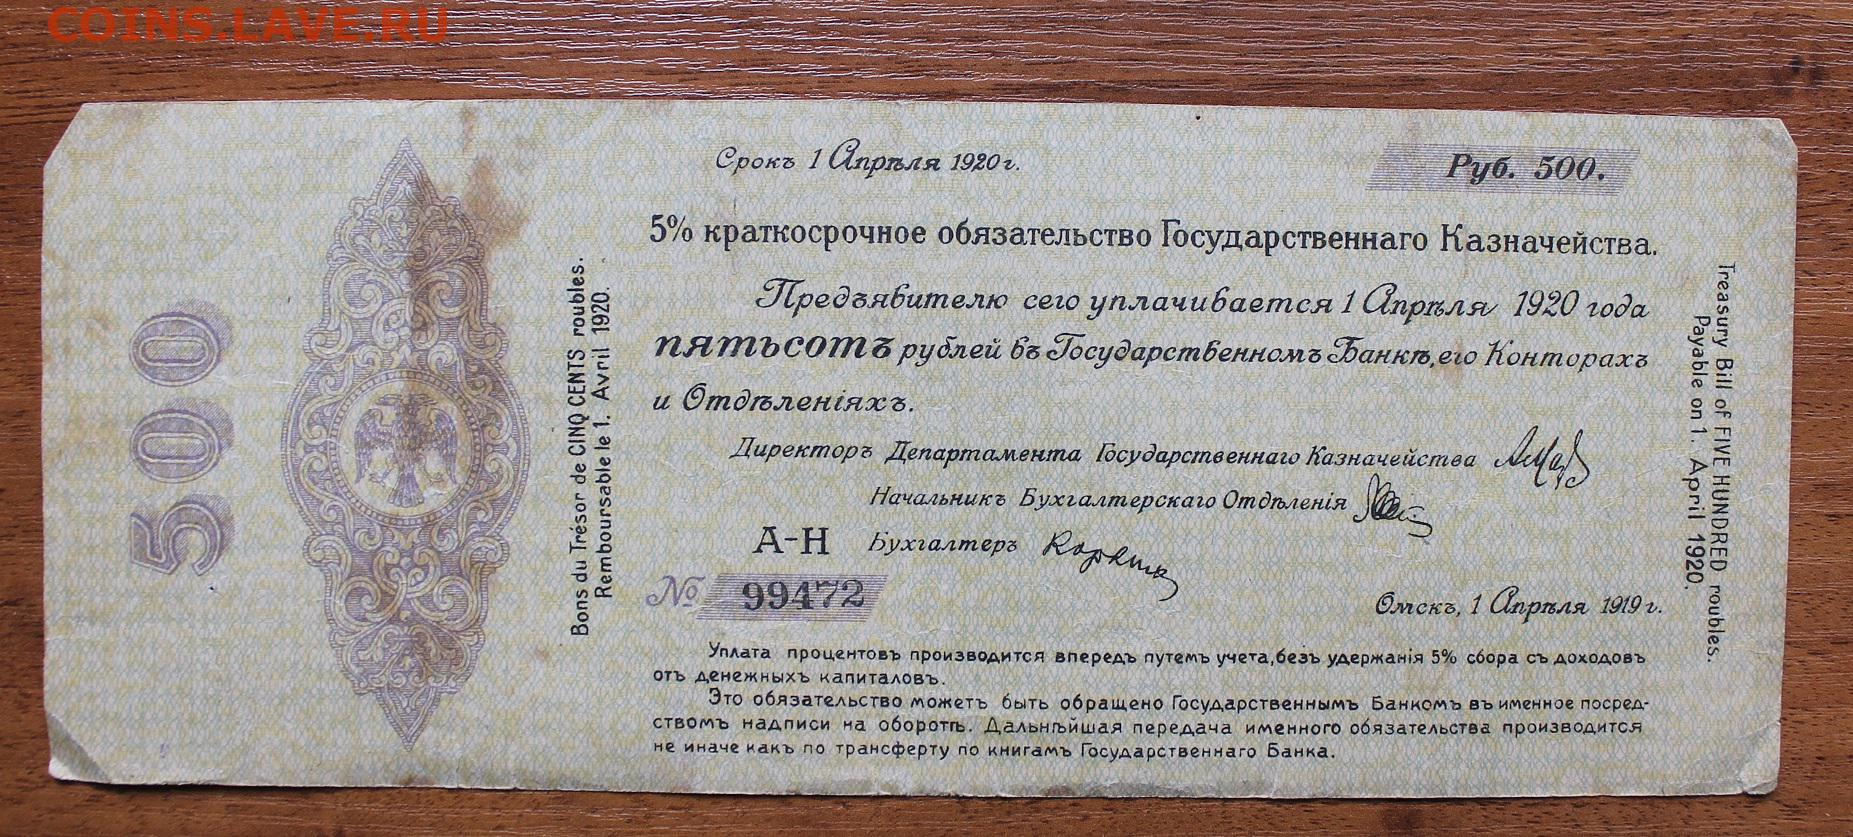 COINS.LAVE.RU
Срокъ 1 Апрѣля 1920 г.
Руб. 500.
5% краткосрочное обязательство Государственнаго Казначейства.
Предъявителю сего уплачивается 1 Апрѣля 1920 года
ПЯТЬСОТЪ рублей въ Государственномъ Банкѣ, его Конторахъ
и Отдѣленіяхъ.
Директоръ Департамента Государственнаго Казначейства
Начальникъ Бухгалтерскаго Отдѣленія
А-Н Бухгалтеръ
№ 99472
Омскъ, 1 Апрѣля 1919 г.
Уплата процентовъ производится впередъ путемъ учета, безъ удержанія 5% сбора съ доходовъ
отъ денежныхъ капиталовъ.
Это обязательство можетъ быть обращено Государственнымъ Банкомъ въ именное посред-
ствомъ надписи на оборотѣ. Дальнѣйшая передача именного обязательства производится
не иначе какъ по трансферту по книгамъ Государственнаго Банка.
500
Bons du Trésor de CINQ CENTS roubles.
Remboursable le 1. Avril 1920.
Treasury Bill of FIVE HUNDRED roubles.
Payable on 1. April 1920.